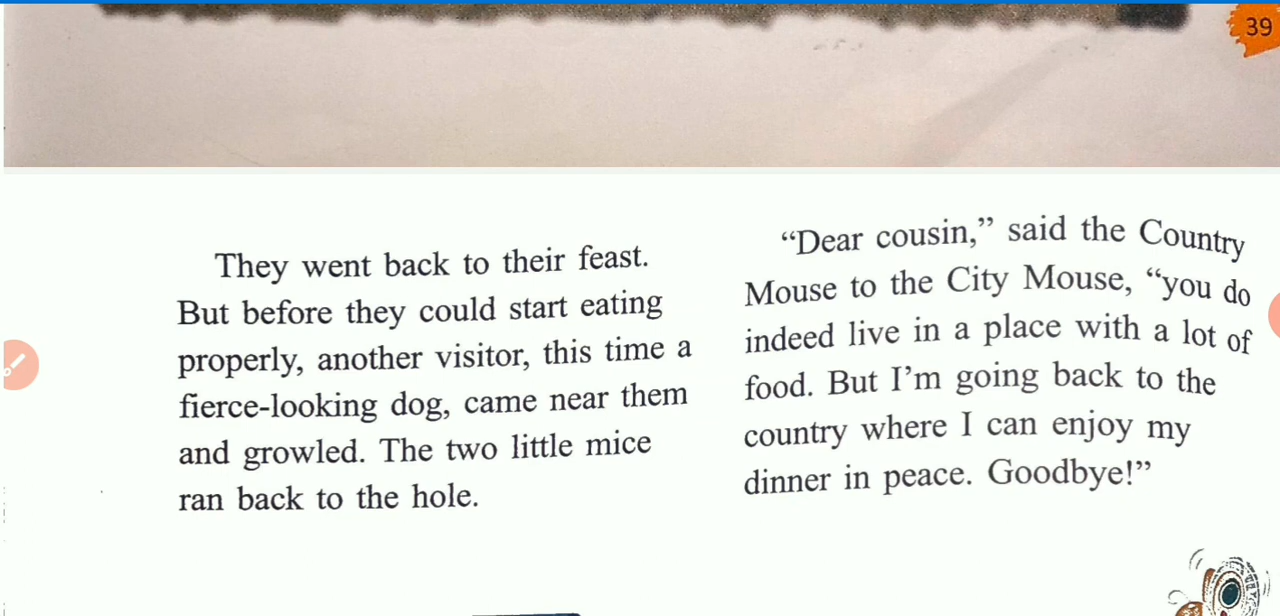 39
They went back to their feast.
But before they could start eating
properly, another visitor, this time a
fierce-looking dog, came near them
and growled. The two little mice
ran back to the hole.
“Dear cousin,” said the Country
Mouse to the City Mouse, “you do
indeed live in a place with a lot of
food. But I’m going back to the
country where I can enjoy my
dinner in peace. Goodbye!”